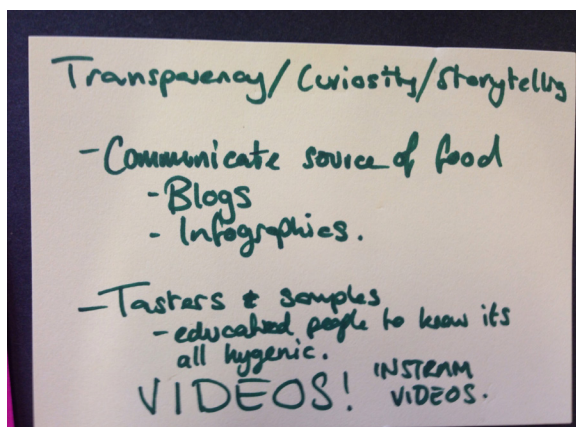 Transparency/Curiosity/Storytelling
- Communicate source of food
- Blogs
- Infographics.
- Tasters & samples
- educated people to know its
all hygenic.
VIDEOS! INSTRAM
VIDEOS.